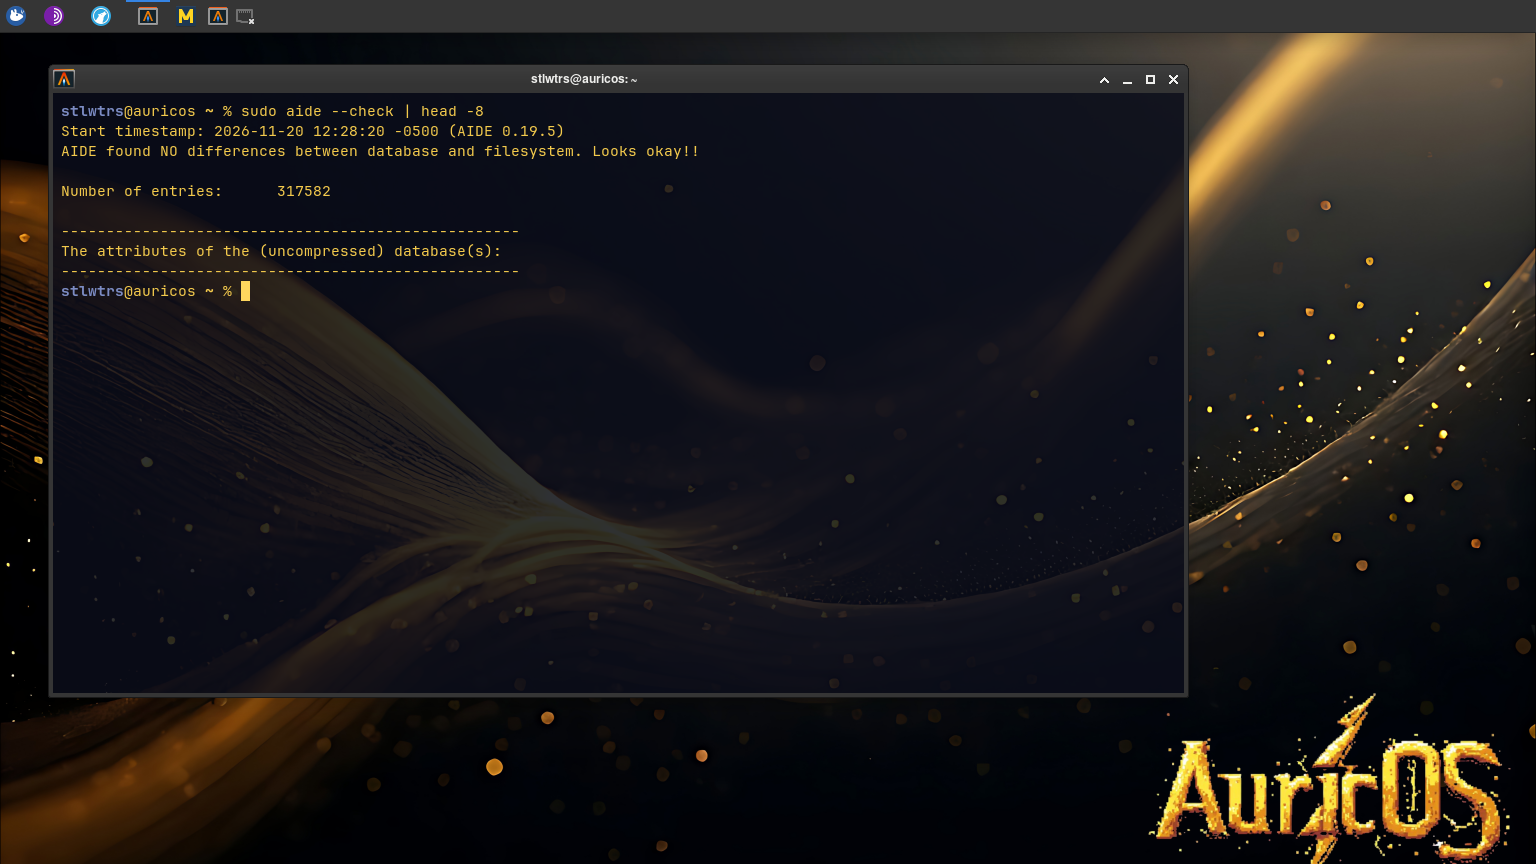 stlwtrs@auricos: ~
stlwtrs@auricos ~ % sudo aide --check | head -8
Start timestamp: 2026-11-20 12:28:20 -0500 (AIDE 0.19.5)
AIDE found NO differences between database and filesystem. Looks okay!!
Number of entries:      317582
---------------------------------------------------
The attributes of the (uncompressed) database(s):
---------------------------------------------------
stlwtrs@auricos ~ %
AuricOS